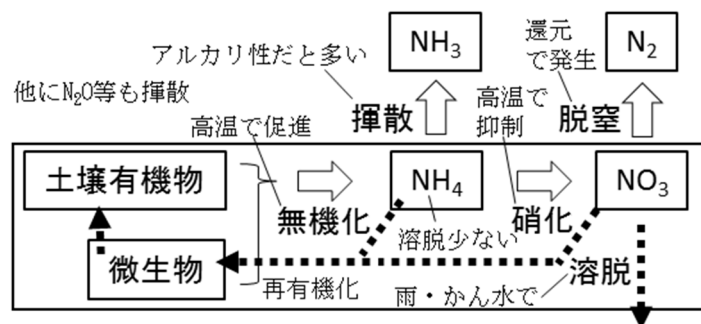 アルカリ性だと多い
NH3
還元
で発生
N2
他にN2O等も揮散
高温で促進
揮散
高温で
抑制
脱窒
土壌有機物
無機化
NH4
硝化
NO3
溶脱少ない
微生物
再有機化
雨・かん水で
溶脱